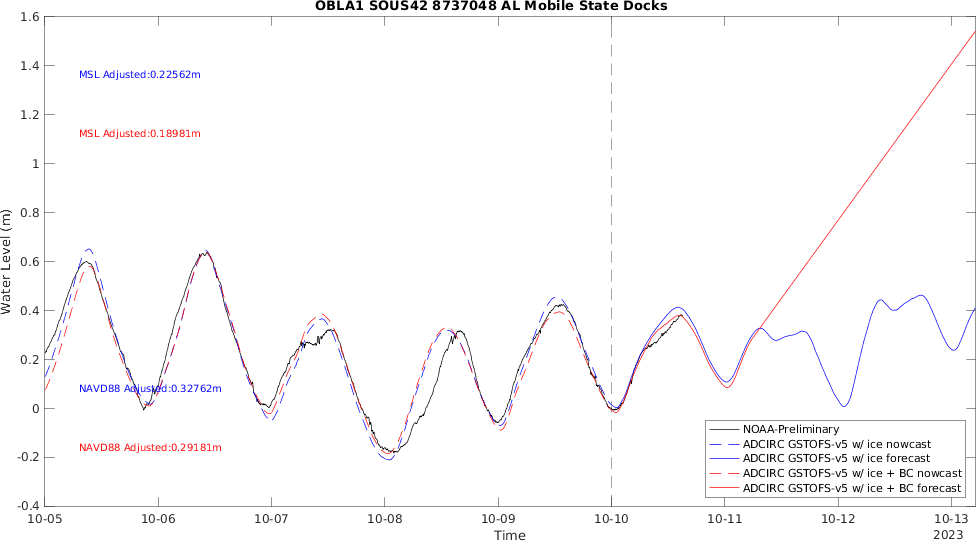 OBLA1 SOUS42 8737048 AL Mobile State Docks
1.6
1.4
1.2
1
0.8
0.6
0.4
0.2
0
-0.2
-0.4
Water Level (m)
MSL Adjusted:0.22562m
MSL Adjusted:0.18981m
NAVD88 Adjusted:0.32762m
NAVD88 Adjusted:0.29181m
NOAA-Preliminary
ADCIRC GSTOFS-v5 w/ ice nowcast
ADCIRC GSTOFS-v5 w/ ice forecast
ADCIRC GSTOFS-v5 w/ ice + BC nowcast
ADCIRC GSTOFS-v5 w/ ice + BC forecast
10-05 10-06 10-07 10-08 10-09 10-10 10-11 10-12 10-13
Time
2023